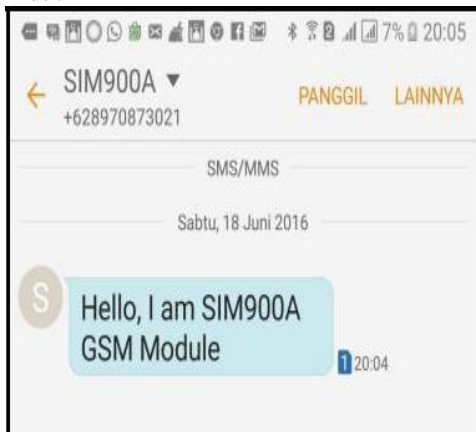 7% 20:05
SIM900A
PANGGIL LAINNYA
+628970873021
SMS/MMS
Sabtu, 18 Juni 2016
S
Hello, I am SIM900A
GSM Module
1 20:04